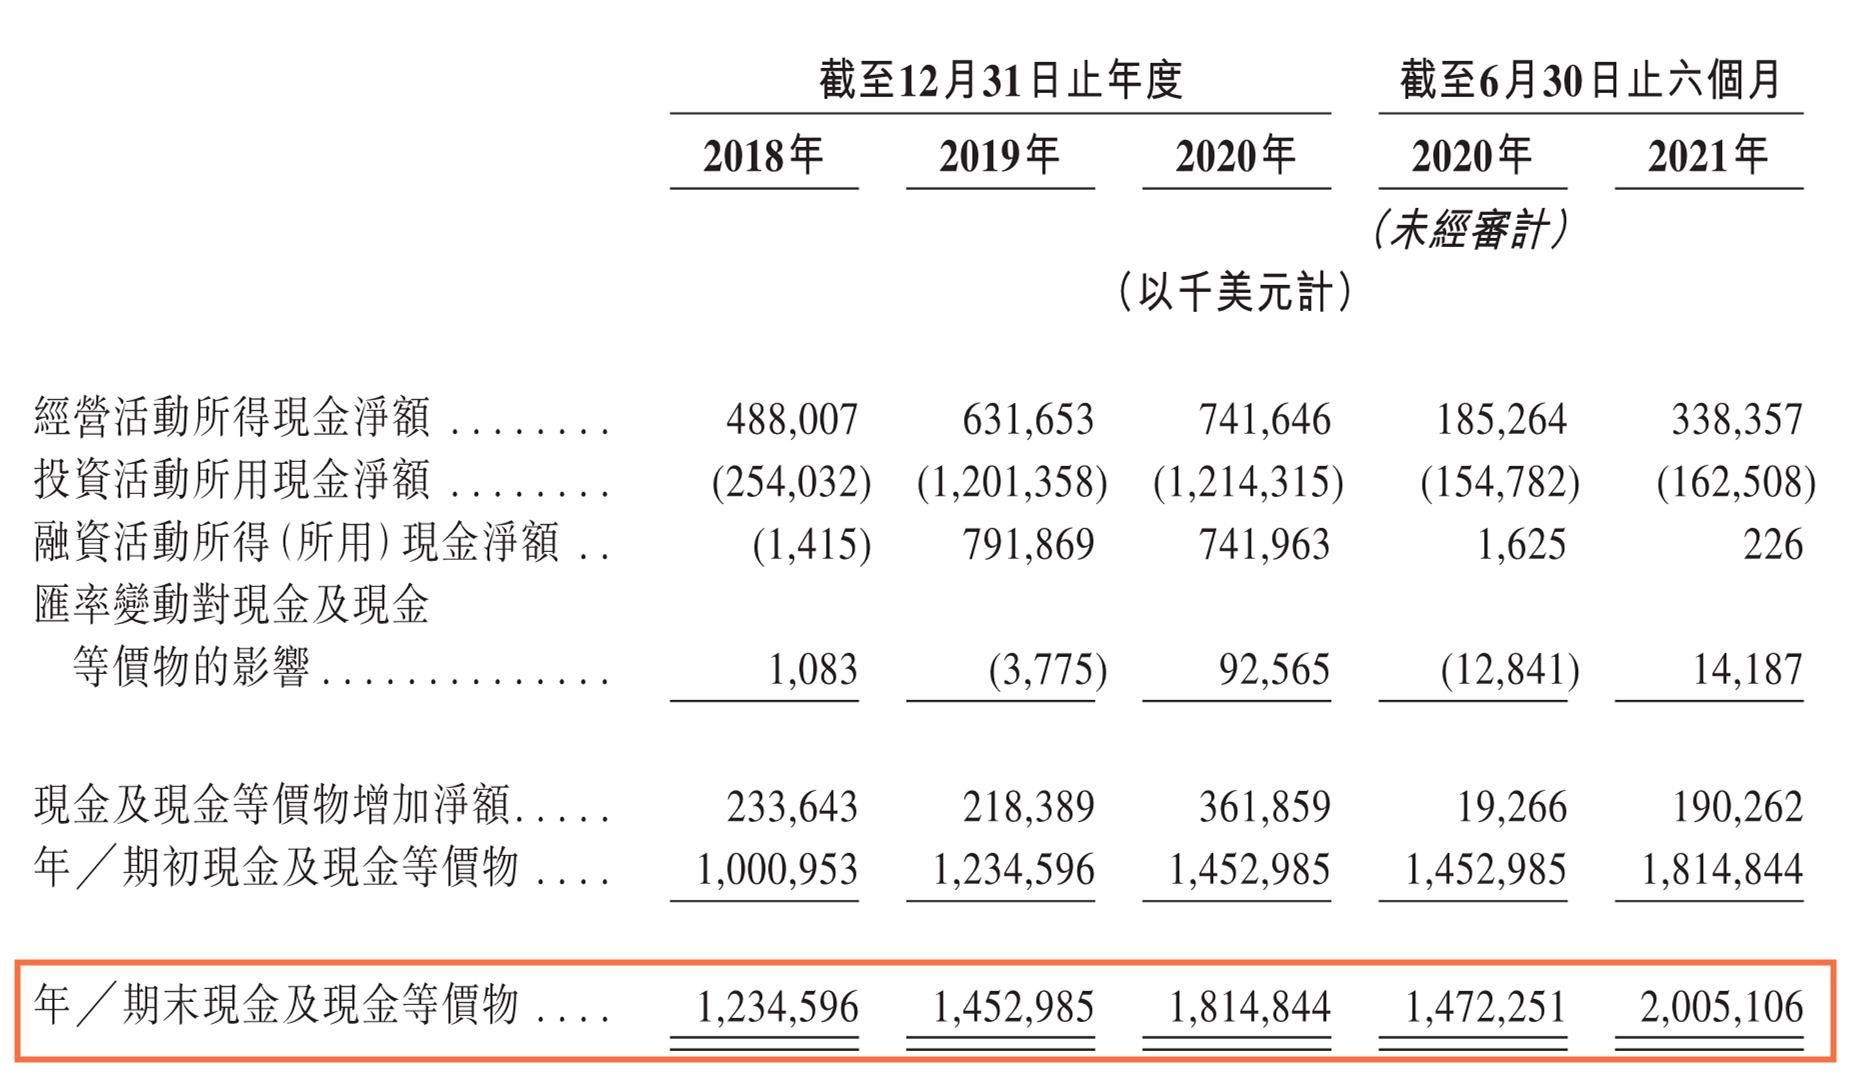 截至12月31日止年度 截至6月30日止六個月
2018年 2019年 2020年 2020年 2021年
(未經審計)
(以千美元計)
經營活動所得現金淨額 ........ 488,007 631,653 741,646 185,264 338,357
投資活動所用現金淨額 ........ (254,032) (1,201,358) (1,214,315) (154,782) (162,508)
融資活動所得(所用)現金淨額 .. (1,415) 791,869 741,963 1,625 226
匯率變動對現金及現金
等價物的影響 ............... 1,083 (3,775) 92,565 (12,841) 14,187
現金及現金等價物增加淨額..... 233,643 218,389 361,859 19,266 190,262
年／期初現金及現金等價物 .... 1,000,953 1,234,596 1,452,985 1,452,985 1,814,844
年／期末現金及現金等價物 .... 1,234,596 1,452,985 1,814,844 1,472,251 2,005,106